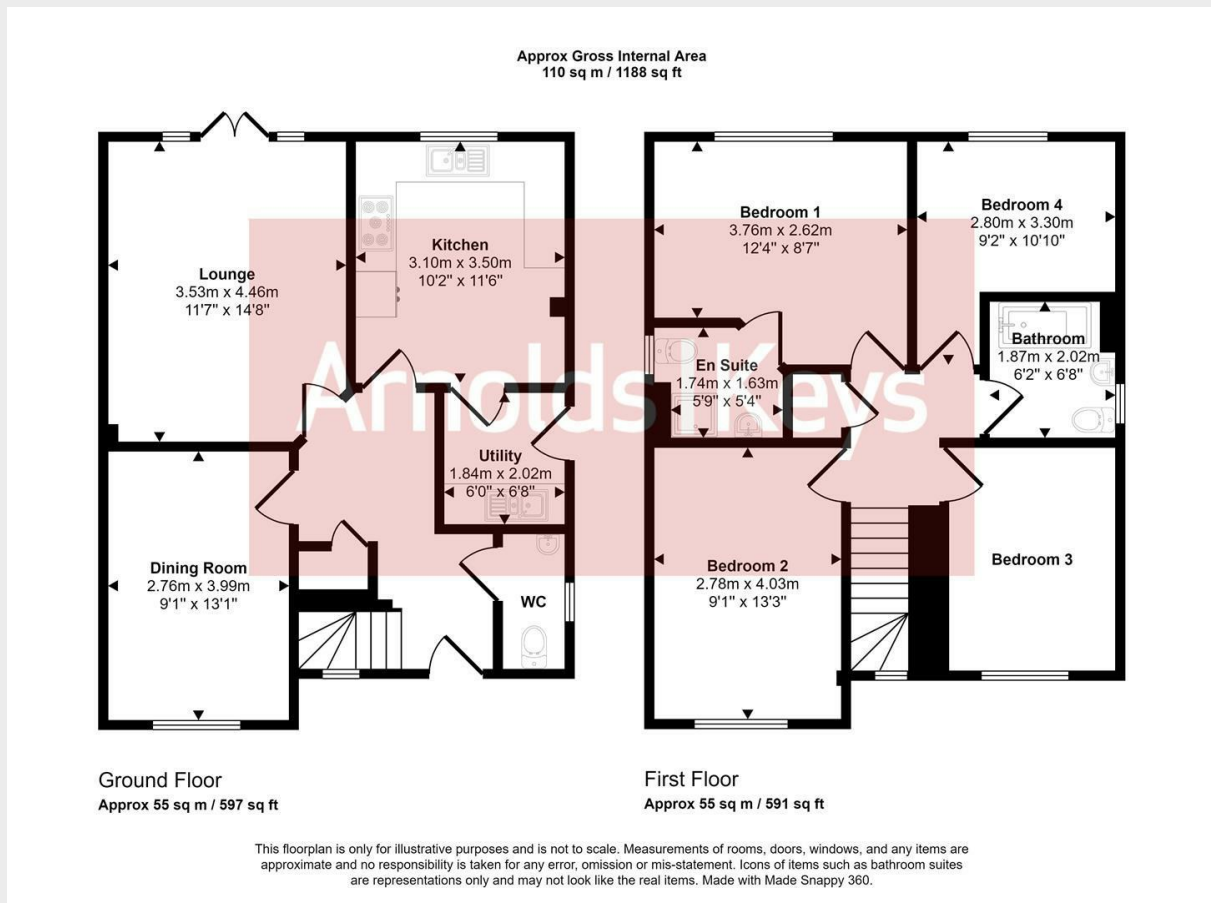 Approx Gross Internal Area
110 sq m / 1188 sq ft
Lounge
3.53m x 4.46m
11'7" x 14'8"
Kitchen
3.10m x 3.50m
10'2" x 11'6"
Utility
1.84m x 2.02m
6'0" x 6'8"
Dining Room
2.76m x 3.99m
9'1" x 13'1"
WC
Bedroom 1
3.76m x 2.62m
12'4" x 8'7"
Bedroom 4
2.80m x 3.30m
9'2" x 10'10"
En Suite
1.74m x 1.63m
5'9" x 5'4"
Bathroom
1.87m x 2.02m
6'2" x 6'8"
Bedroom 2
2.78m x 4.03m
9'1" x 13'3"
Bedroom 3
Arnolds | Keys
Ground Floor
Approx 55 sq m / 597 sq ft
First Floor
Approx 55 sq m / 591 sq ft
This floorplan is only for illustrative purposes and is not to scale. Measurements of rooms, doors, windows, and any items are
approximate and no responsibility is taken for any error, omission or mis-statement. Icons of items such as bathroom suites
are representations only and may not look like the real items. Made with Made Snappy 360.